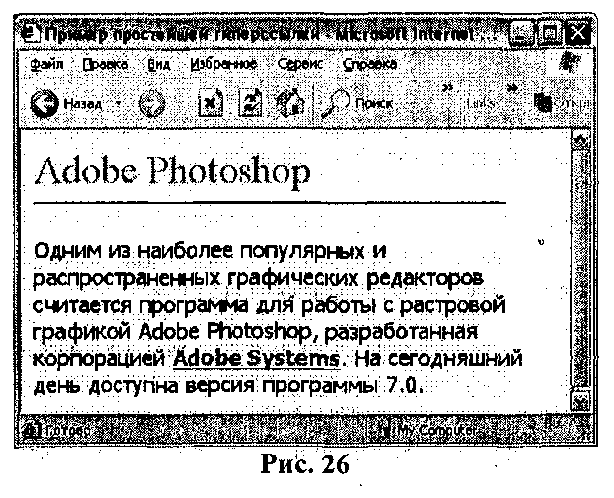 Пример простейшей гиперссылки - Microsoft Internet ...
Файл Правка Вид Избранное Сервис Справка
Назад Поиск » Links »
Adobe Photoshop
Одним из наиболее популярных и
распространенных графических редакторов
считается программа для работы с растровой
графикой Adobe Photoshop, разработанная
корпорацией Adobe Systems. На сегодняшний
день доступна версия программы 7.0.
Готово My Computer
Рис. 26